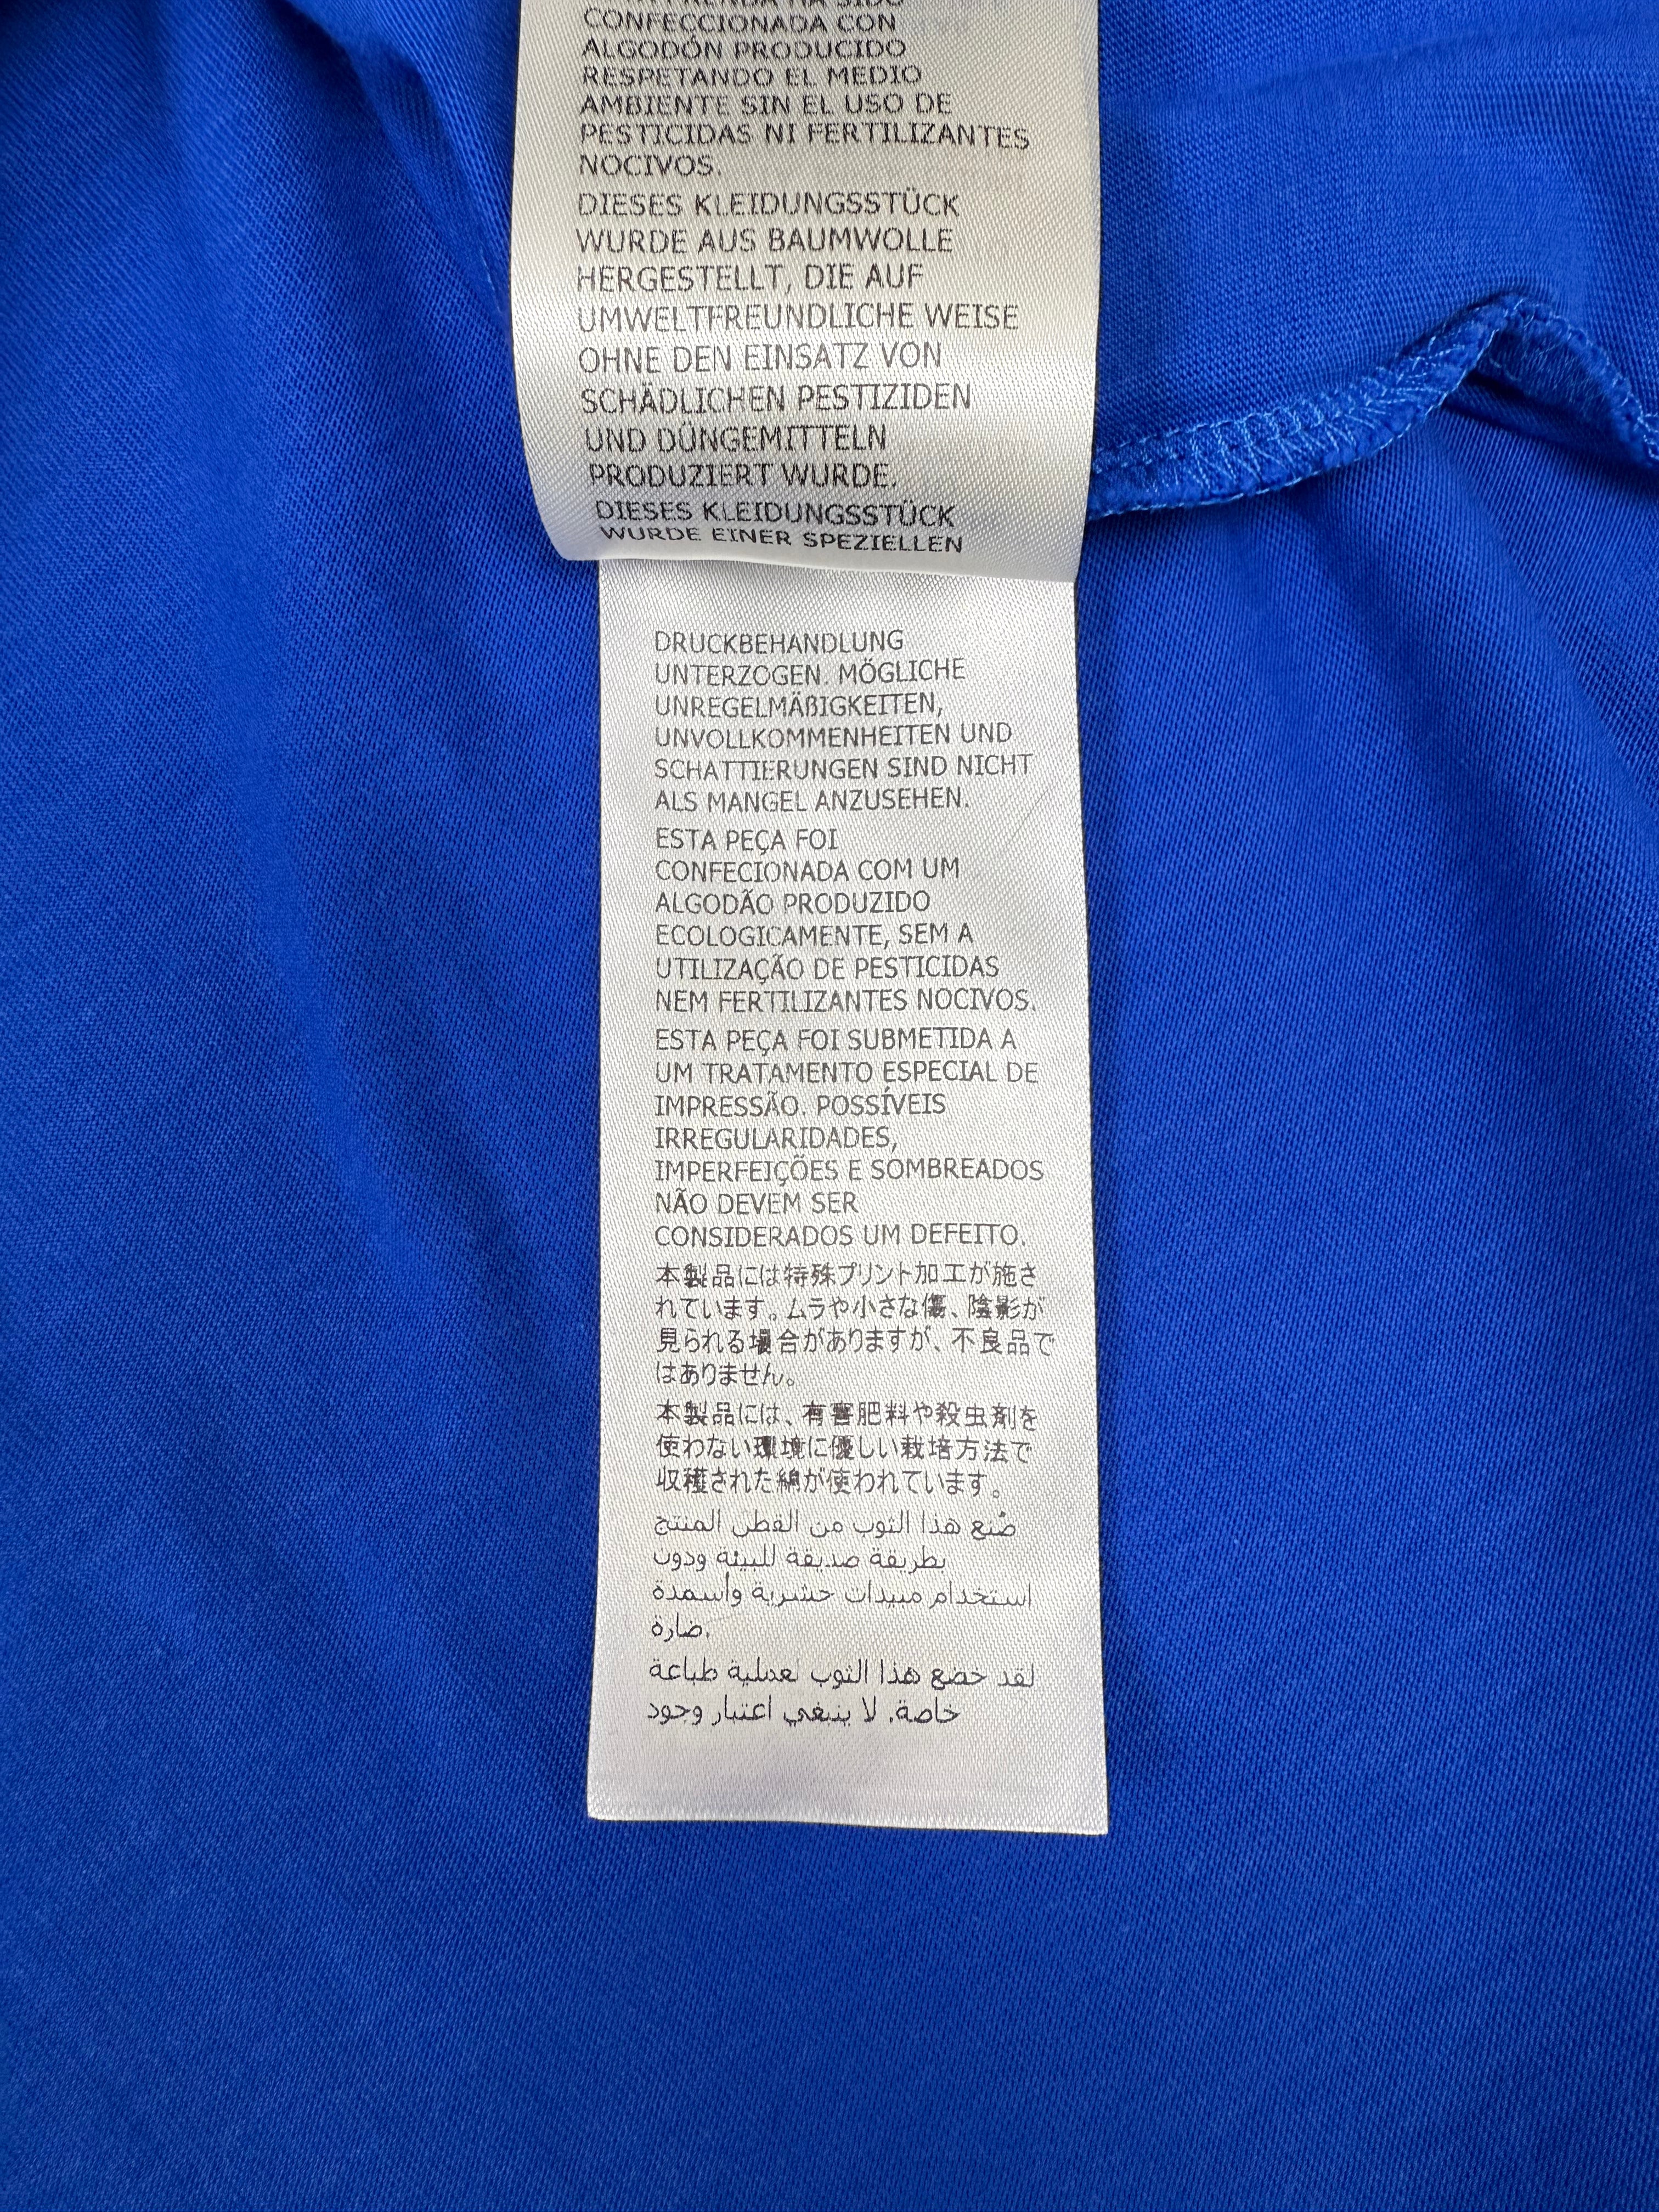 CONFECCIONADA CON
ALGODÓN PRODUCIDO
RESPETANDO EL MEDIO
AMBIENTE SIN EL USO DE
PESTICIDAS NI FERTILIZANTES
NOCIVOS.
DIESES KLEIDUNGSSTÜCK
WURDE AUS BAUMWOLLE
HERGESTELLT, DIE AUF
UMWELTFREUNDLICHE WEISE
OHNE DEN EINSATZ VON
SCHÄDLICHEN PESTIZIDEN
UND DÜNGEMITTELN
PRODUZIERT WURDE.
DIESES KLEIDUNGSSTÜCK
WURDE EINER SPEZIELLEN
DRUCKBEHANDLUNG
UNTERZOGEN. MÖGLICHE
UNREGELMÄßIGKEITEN,
UNVOLLKOMMENHEITEN UND
SCHATTIERUNGEN SIND NICHT
ALS MANGEL ANZUSEHEN.
ESTA PEÇA FOI
CONFECIONADA COM UM
ALGODÃO PRODUZIDO
ECOLOGICAMENTE, SEM A
UTILIZAÇÃO DE PESTICIDAS
NEM FERTILIZANTES NOCIVOS.
ESTA PEÇA FOI SUBMETIDA A
UM TRATAMENTO ESPECIAL DE
IMPRESSÃO. POSSÍVEIS
IRREGULARIDADES,
IMPERFEIÇÕES E SOMBREADOS
NÃO DEVEM SER
CONSIDERADOS UM DEFEITO.
本製品には特殊プリント加工が施さ
れています。ムラや小さな傷、陰影が
見られる場合がありますが、不良品で
はありません。
本製品には、有害肥料や殺虫剤を
使わない環境に優しい栽培方法で
収穫された綿が使われています。
صُنع هذا الثوب من القطن المنتج
بطريقة صديقة للبيئة ودون
استخدام مبيدات حشرية وأسمدة
ضارة.
لقد خضع هذا الثوب لعملية طباعة
خاصة. لا ينبغي اعتبار وجود